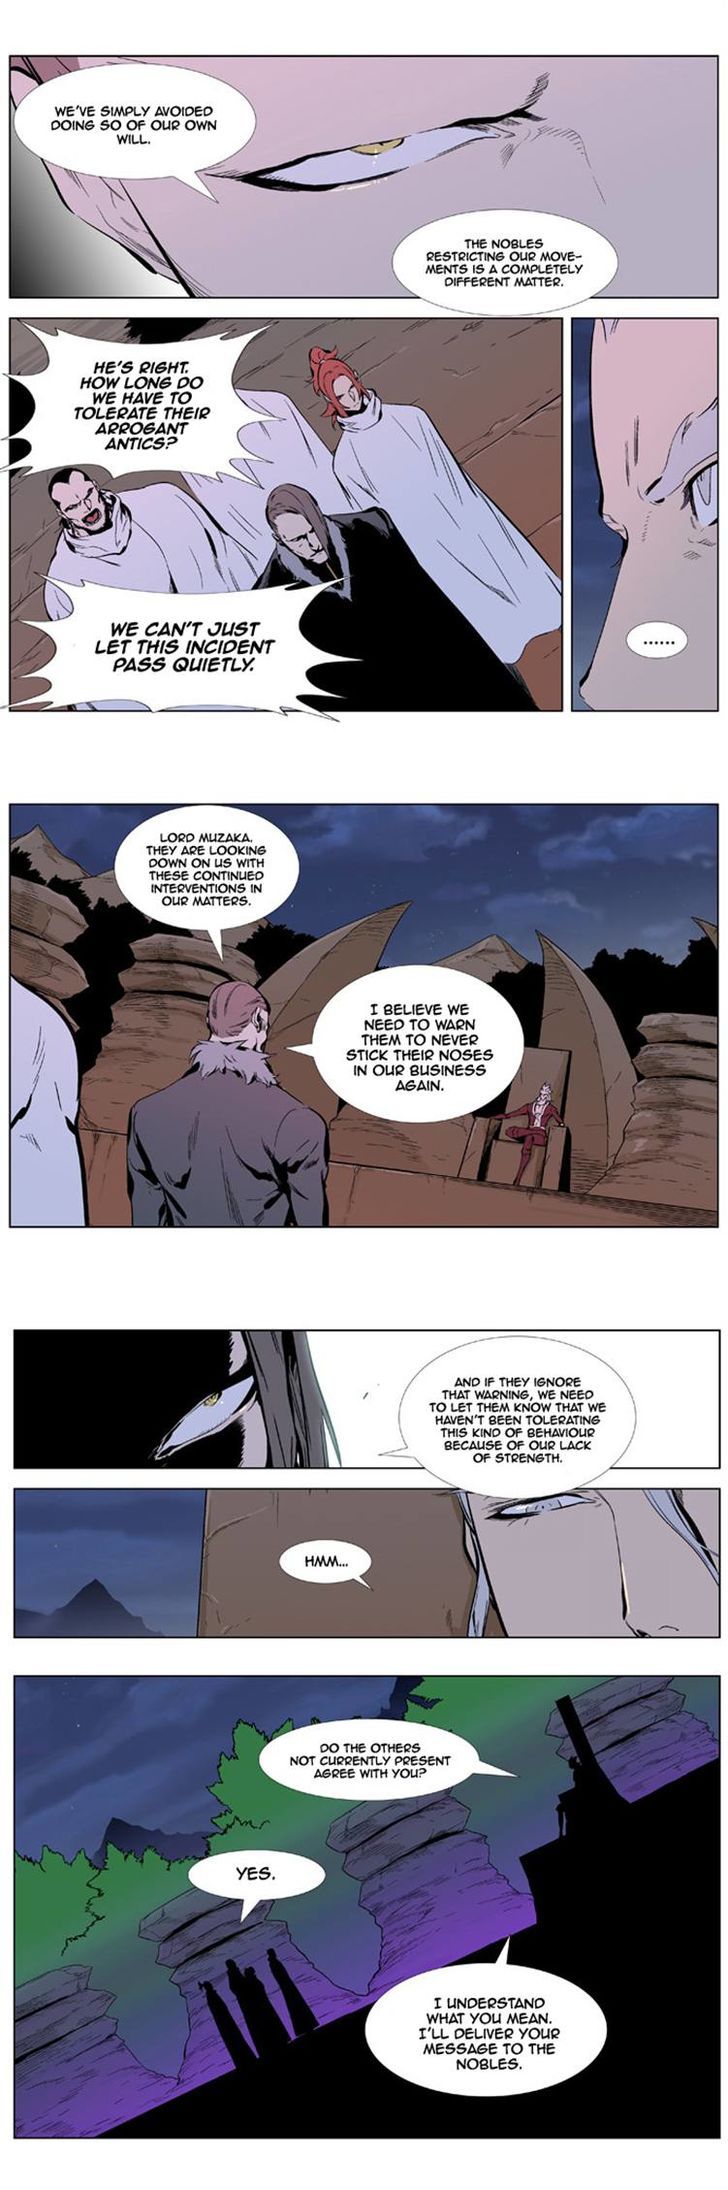 WE'VE SIMPLY AVOIDED
DOING SO OF OUR OWN
WILL.
THE NOBLES
RESTRICTING OUR MOVE-
MENTS IS A COMPLETELY
DIFFERENT MATTER.
HE'S RIGHT.
HOW LONG DO
WE HAVE TO
TOLERATE THEIR
ARROGANT
ANTICS?
WE CAN'T JUST
LET THIS INCIDENT
PASS QUIETLY.
......
LORD MUZAKA.
THEY ARE LOOKING
DOWN ON US WITH
THESE CONTINUED
INTERVENTIONS IN
OUR MATTERS.
I BELIEVE WE
NEED TO WARN
THEM TO NEVER
STICK THEIR NOSES
IN OUR BUSINESS
AGAIN.
AND IF THEY IGNORE
THAT WARNING, WE NEED
TO LET THEM KNOW THAT WE
HAVEN'T BEEN TOLERATING
THIS KIND OF BEHAVIOUR
BECAUSE OF OUR LACK
OF STRENGTH.
HMM...
DO THE OTHERS
NOT CURRENTLY PRESENT
AGREE WITH YOU?
YES.
I UNDERSTAND
WHAT YOU MEAN.
I'LL DELIVER YOUR
MESSAGE TO THE
NOBLES.